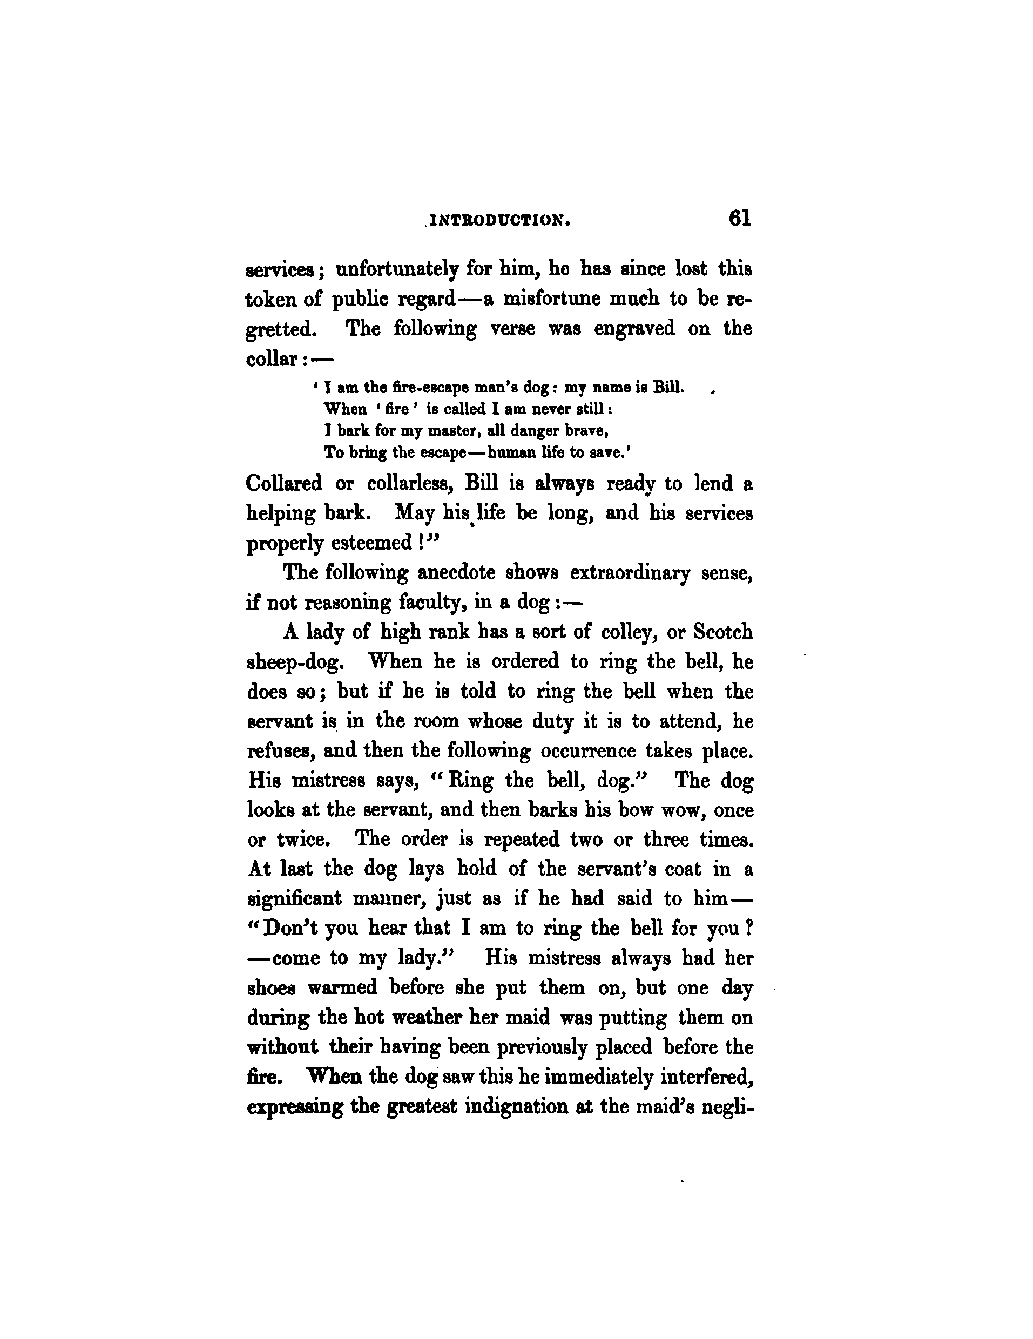 INTRODUCTION. 61
services; unfortunately for him, he has since lost this
token of public regard—a misfortune much to be re-
gretted. The following verse was engraved on the
collar:—
' I am the fire-escape man's dog: my name is Bill.
When ' fire ' is called I am never still:
I bark for my master, all danger brave,
To bring the escape—human life to save.'
Collared or collarless, Bill is always ready to lend a
helping bark. May his life be long, and his services
properly esteemed!"
The following anecdote shows extraordinary sense,
if not reasoning faculty, in a dog:—
A lady of high rank has a sort of colley, or Scotch
sheep-dog. When he is ordered to ring the bell, he
does so; but if he is told to ring the bell when the
servant is in the room whose duty it is to attend, he
refuses, and then the following occurrence takes place.
His mistress says, "Ring the bell, dog." The dog
looks at the servant, and then barks his bow wow, once
or twice. The order is repeated two or three times.
At last the dog lays hold of the servant's coat in a
significant manner, just as if he had said to him—
"Don't you hear that I am to ring the bell for you?
—come to my lady." His mistress always had her
shoes warmed before she put them on, but one day
during the hot weather her maid was putting them on
without their having been previously placed before the
fire. When the dog saw this he immediately interfered,
expressing the greatest indignation at the maid's negli-